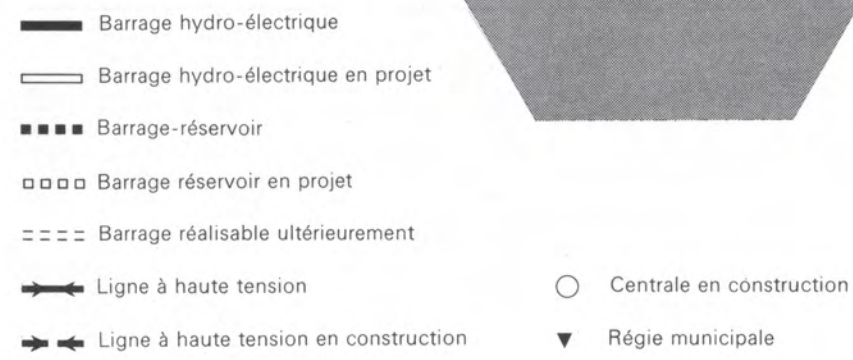 Barrage hydro-électrique
Barrage hydro-électrique en projet
Barrage-réservoir
Barrage réservoir en projet
Barrage réalisable ultérieurement
Ligne à haute tension
Ligne à haute tension en construction
Centrale en construction
Régie municipale